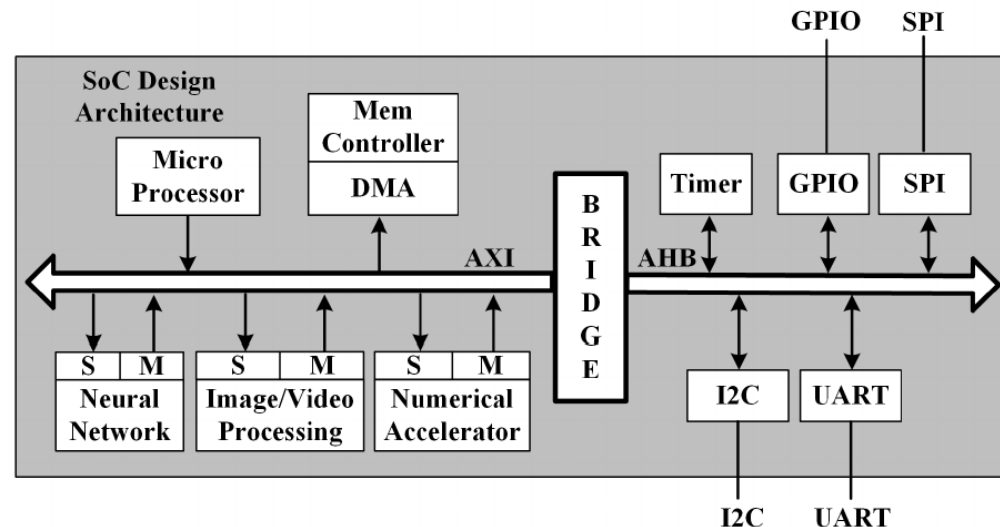 GPIO SPI
SoC Design
Architecture
Mem
Controller
DMA
Micro
Processor
Timer
GPIO
SPI
B
R
I
D
G
E
AXI
AHB
S M
Neural
Network
S M
Image/Video
Processing
S M
Numerical
Accelerator
I2C
UART
I2C UART